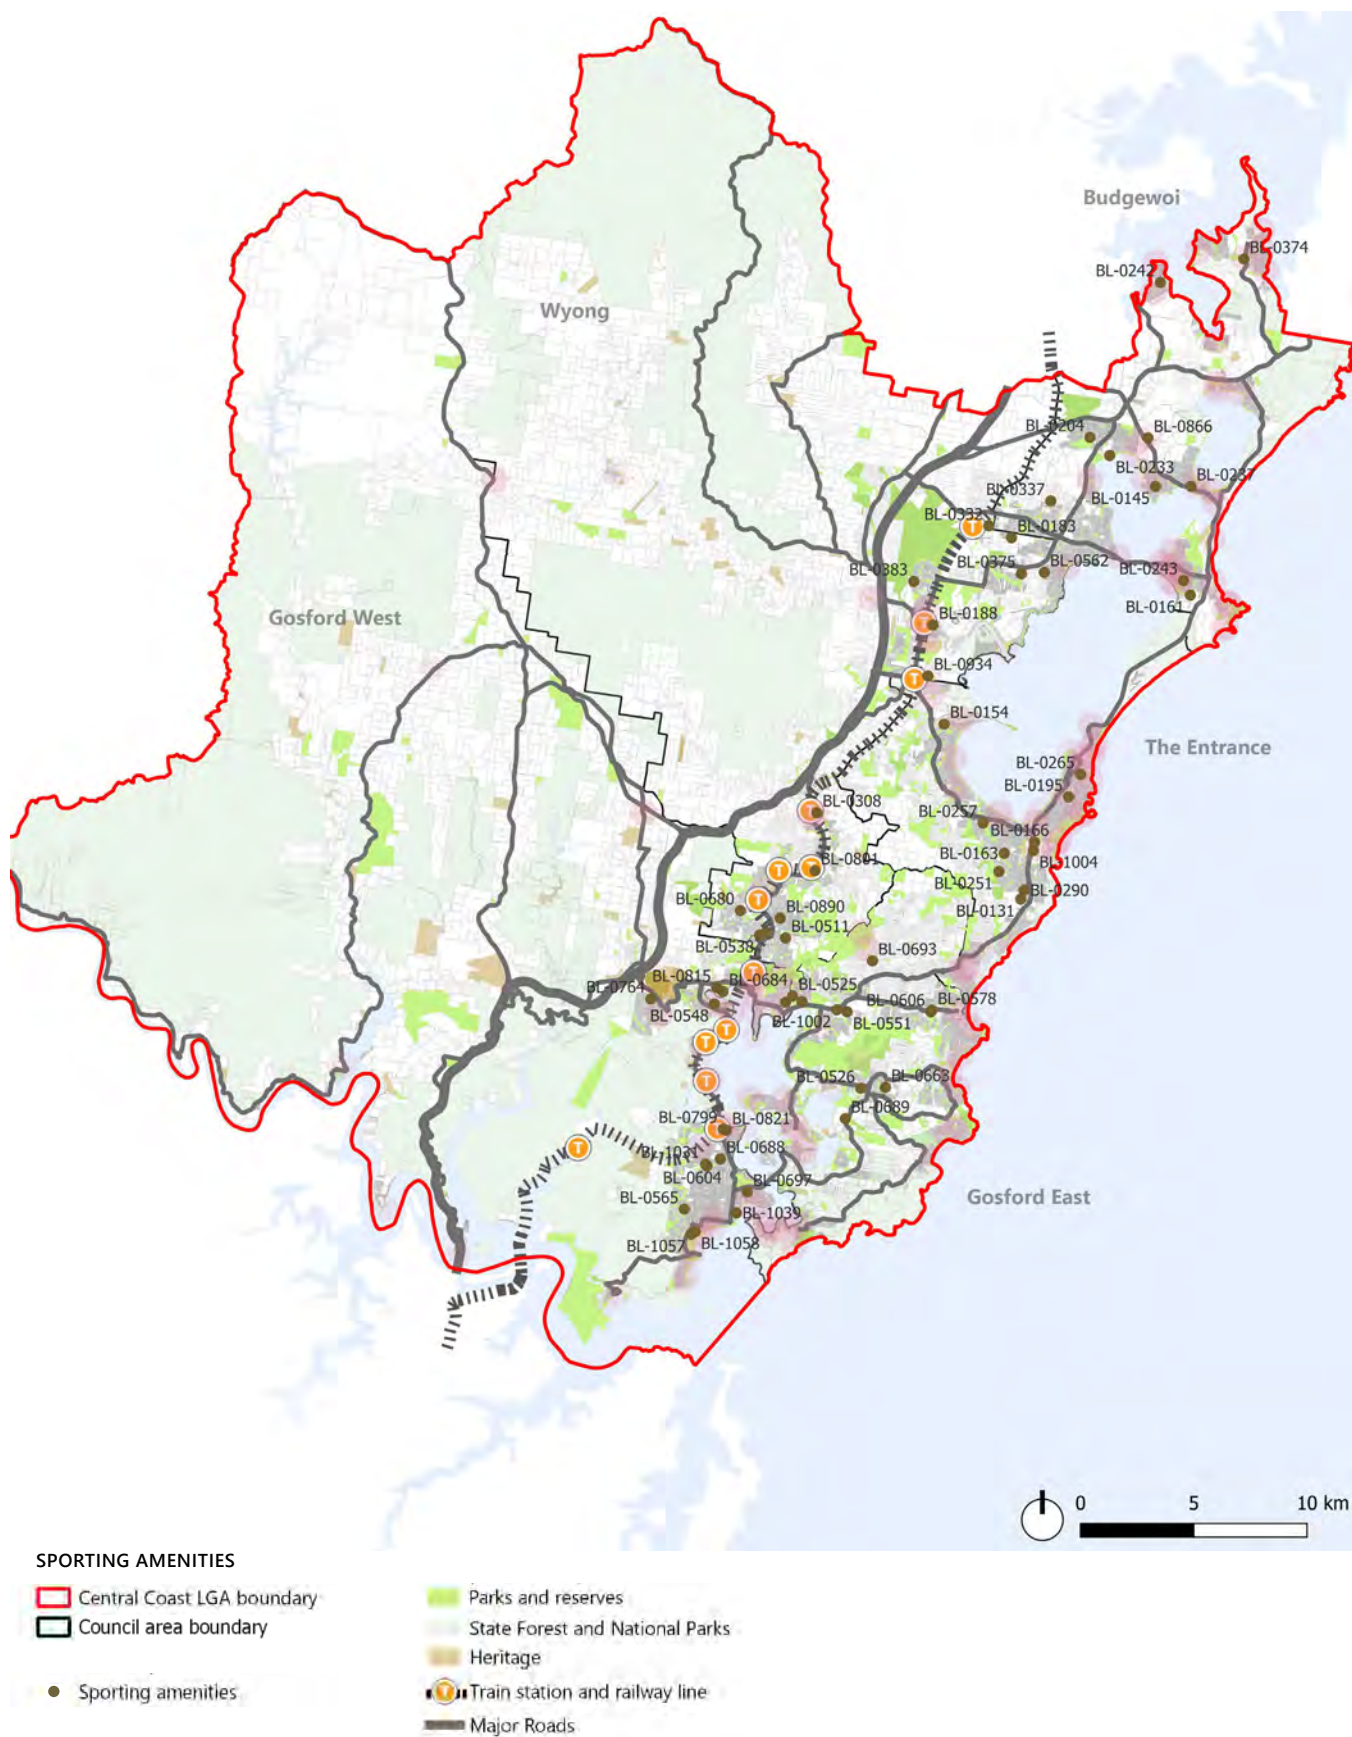 Budgewoi
BL-0374
BL-0242
Wyong
BL-0204
BL-0866
BL-0233
BL-0237
BL-0145
BL-0337
BL-0332
BL-0183
BL-0383
BL-0375
BL-0562
BL-0243
BL-0161
Gosford West
BL-0188
BL-0934
BL-0154
The Entrance
BL-0265
BL-0195
BL-0308
BL-0257
BL-0166
BL-0163
BL-1004
BL-0801
BL-0251
BL-0290
BL-0131
BL-0680
BL-0890
BL-0511
BL-0538
BL-0693
BL-0815
BL-0684
BL-0764
BL-0525
BL-0606
BL-0578
BL-0548
BL-1002
BL-0551
BL-0526
BL-0663
BL-0689
BL-0799
BL-0821
BL-1031
BL-0688
BL-0604
BL-0697
BL-0565
BL-1039
Gosford East
BL-1057
BL-1058
0 5 10 km
SPORTING AMENITIES
Central Coast LGA boundary
Council area boundary
Sporting amenities
Parks and reserves
State Forest and National Parks
Heritage
T Train station and railway line
Major Roads